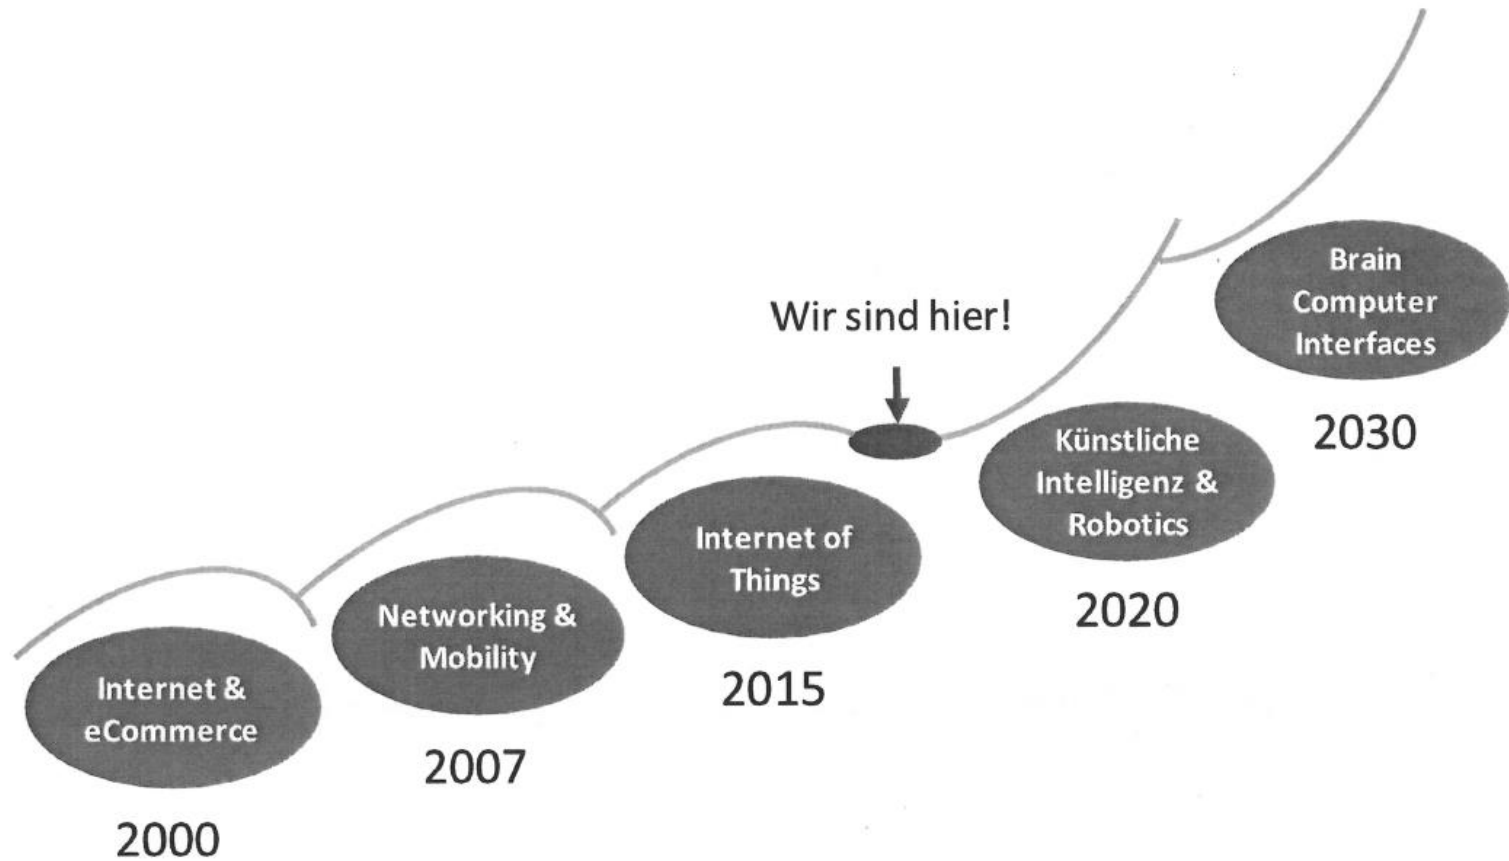 Wir sind hier!
Internet &
eCommerce
2000
Networking &
Mobility
2007
Internet of
Things
2015
Künstliche
Intelligenz &
Robotics
2020
Brain
Computer
Interfaces
2030